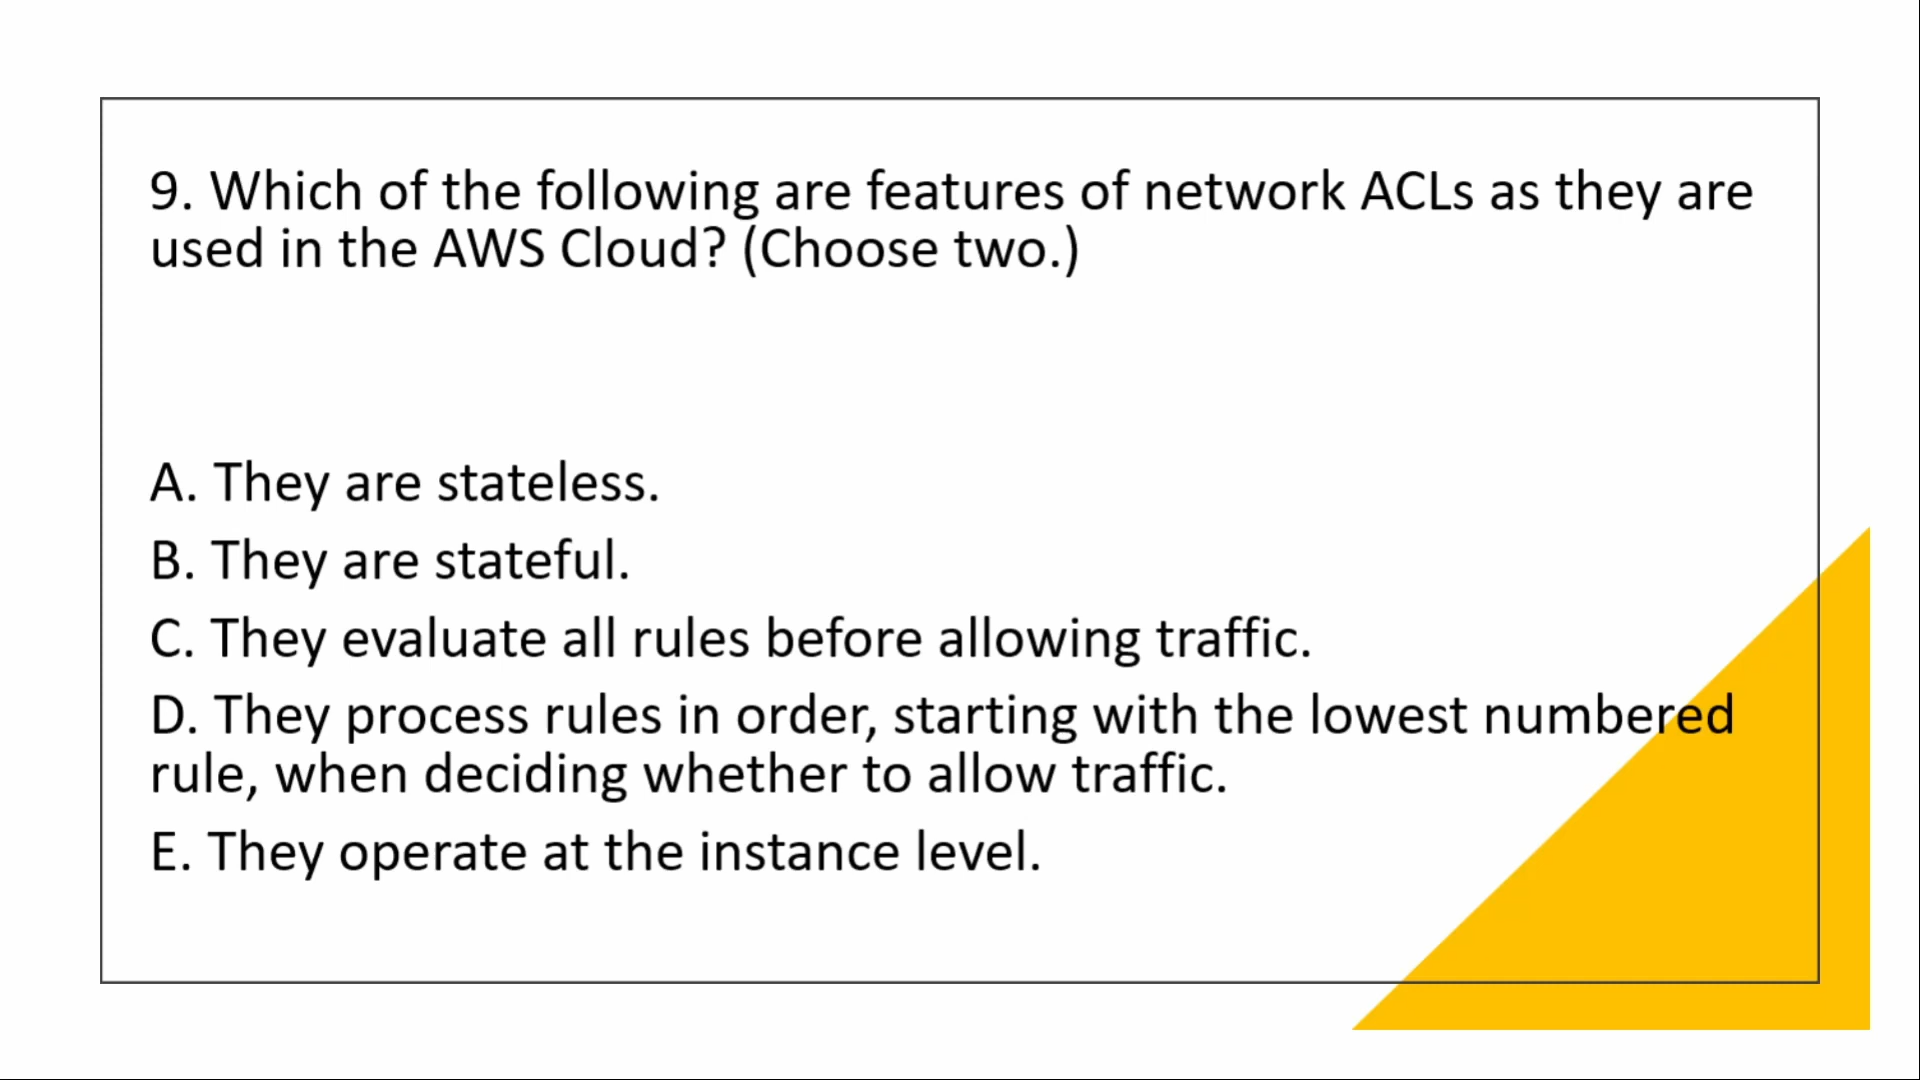 9. Which of the following are features of network ACLs as they are
used in the AWS Cloud? (Choose two.)
A. They are stateless.
B. They are stateful.
C. They evaluate all rules before allowing traffic.
D. They process rules in order, starting with the lowest numbered
rule, when deciding whether to allow traffic.
E. They operate at the instance level.